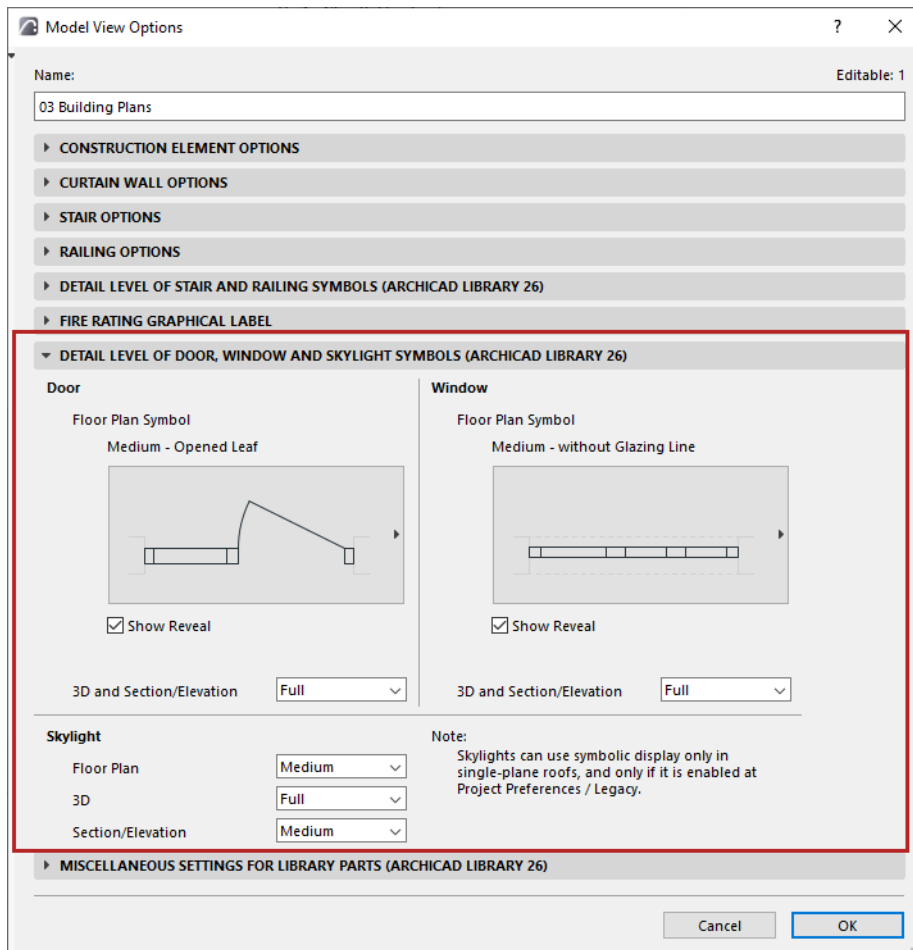 Model View Options
?
Name:
Editable: 1
03 Building Plans
CONSTRUCTION ELEMENT OPTIONS
CURTAIN WALL OPTIONS
STAIR OPTIONS
RAILING OPTIONS
DETAIL LEVEL OF STAIR AND RAILING SYMBOLS (ARCHICAD LIBRARY 26)
FIRE RATING GRAPHICAL LABEL
DETAIL LEVEL OF DOOR, WINDOW AND SKYLIGHT SYMBOLS (ARCHICAD LIBRARY 26)
Door
Floor Plan Symbol
Medium - Opened Leaf
Show Reveal
3D and Section/Elevation
Full
Window
Floor Plan Symbol
Medium - without Glazing Line
Show Reveal
3D and Section/Elevation
Full
Skylight
Floor Plan
Medium
3D
Full
Section/Elevation
Medium
Note:
Skylights can use symbolic display only in
single-plane roofs, and only if it is enabled at
Project Preferences / Legacy.
MISCELLANEOUS SETTINGS FOR LIBRARY PARTS (ARCHICAD LIBRARY 26)
Cancel
OK